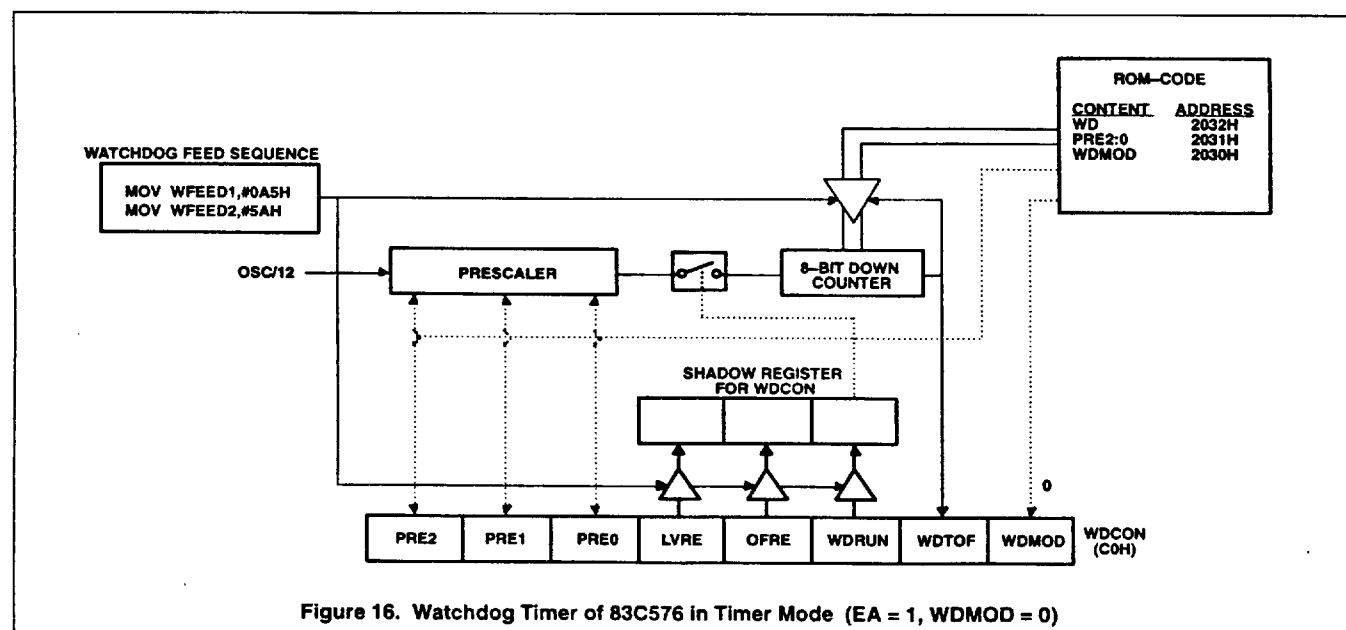 ROM–CODE
CONTENT ADDRESS
WD 2032H
PRE2:0 2031H
WDMOD 2030H
WATCHDOG FEED SEQUENCE
MOV WFEED1,#0A5H
MOV WFEED2,#5AH
OSC/12
PRESCALER
8–BIT DOWN
COUNTER
SHADOW REGISTER
FOR WDCON
0
PRE2 PRE1 PRE0 LVRE OFRE WDRUN WDTOF WDMOD
WDCON
(C0H)
Figure 16. Watchdog Timer of 83C576 in Timer Mode (EA = 1, WDMOD = 0)